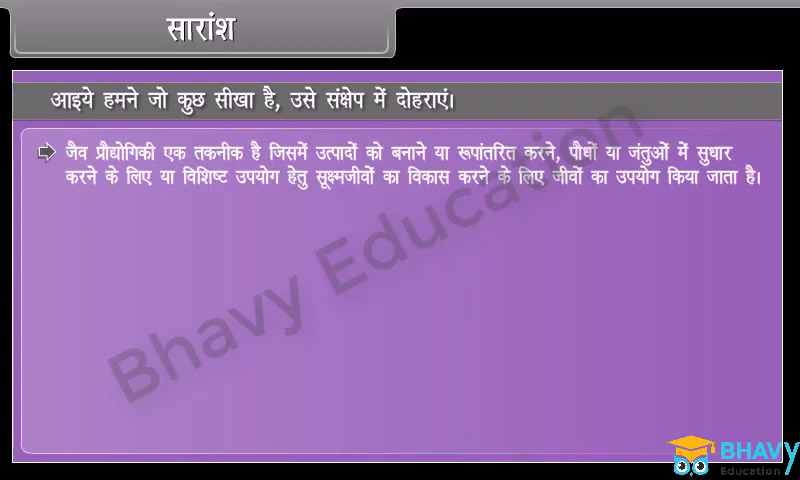 सारांश
आइये हमने जो कुछ सीखा है, उसे संक्षेप में दोहराएं।
जैव प्रौद्योगिकी एक तकनीक है जिसमें उत्पादों को बनाने या रूपांतरित करने, पौधों या जंतुओं में सुधार
करने के लिए या विशिष्ट उपयोग हेतु सूक्ष्मजीवों का विकास करने के लिए जीवों का उपयोग किया जाता है।
Bhavy Education
BHAVY
Education